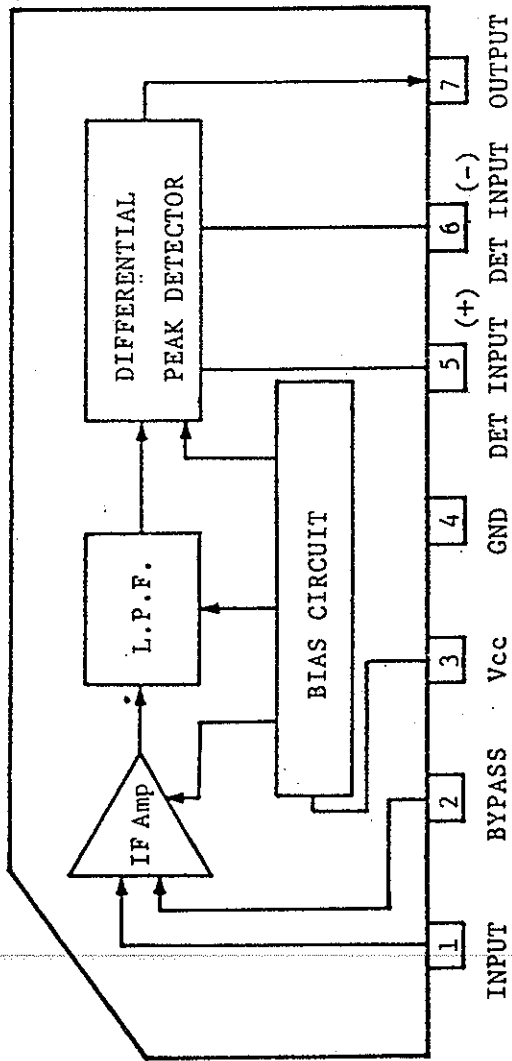 DIFFERENTIAL
PEAK DETECTOR
L.P.F.
IF Amp
BIAS CIRCUIT
1 2 3 4 5 6 7
(+) (-)
INPUT BYPASS Vcc GND DET INPUT DET INPUT OUTPUT